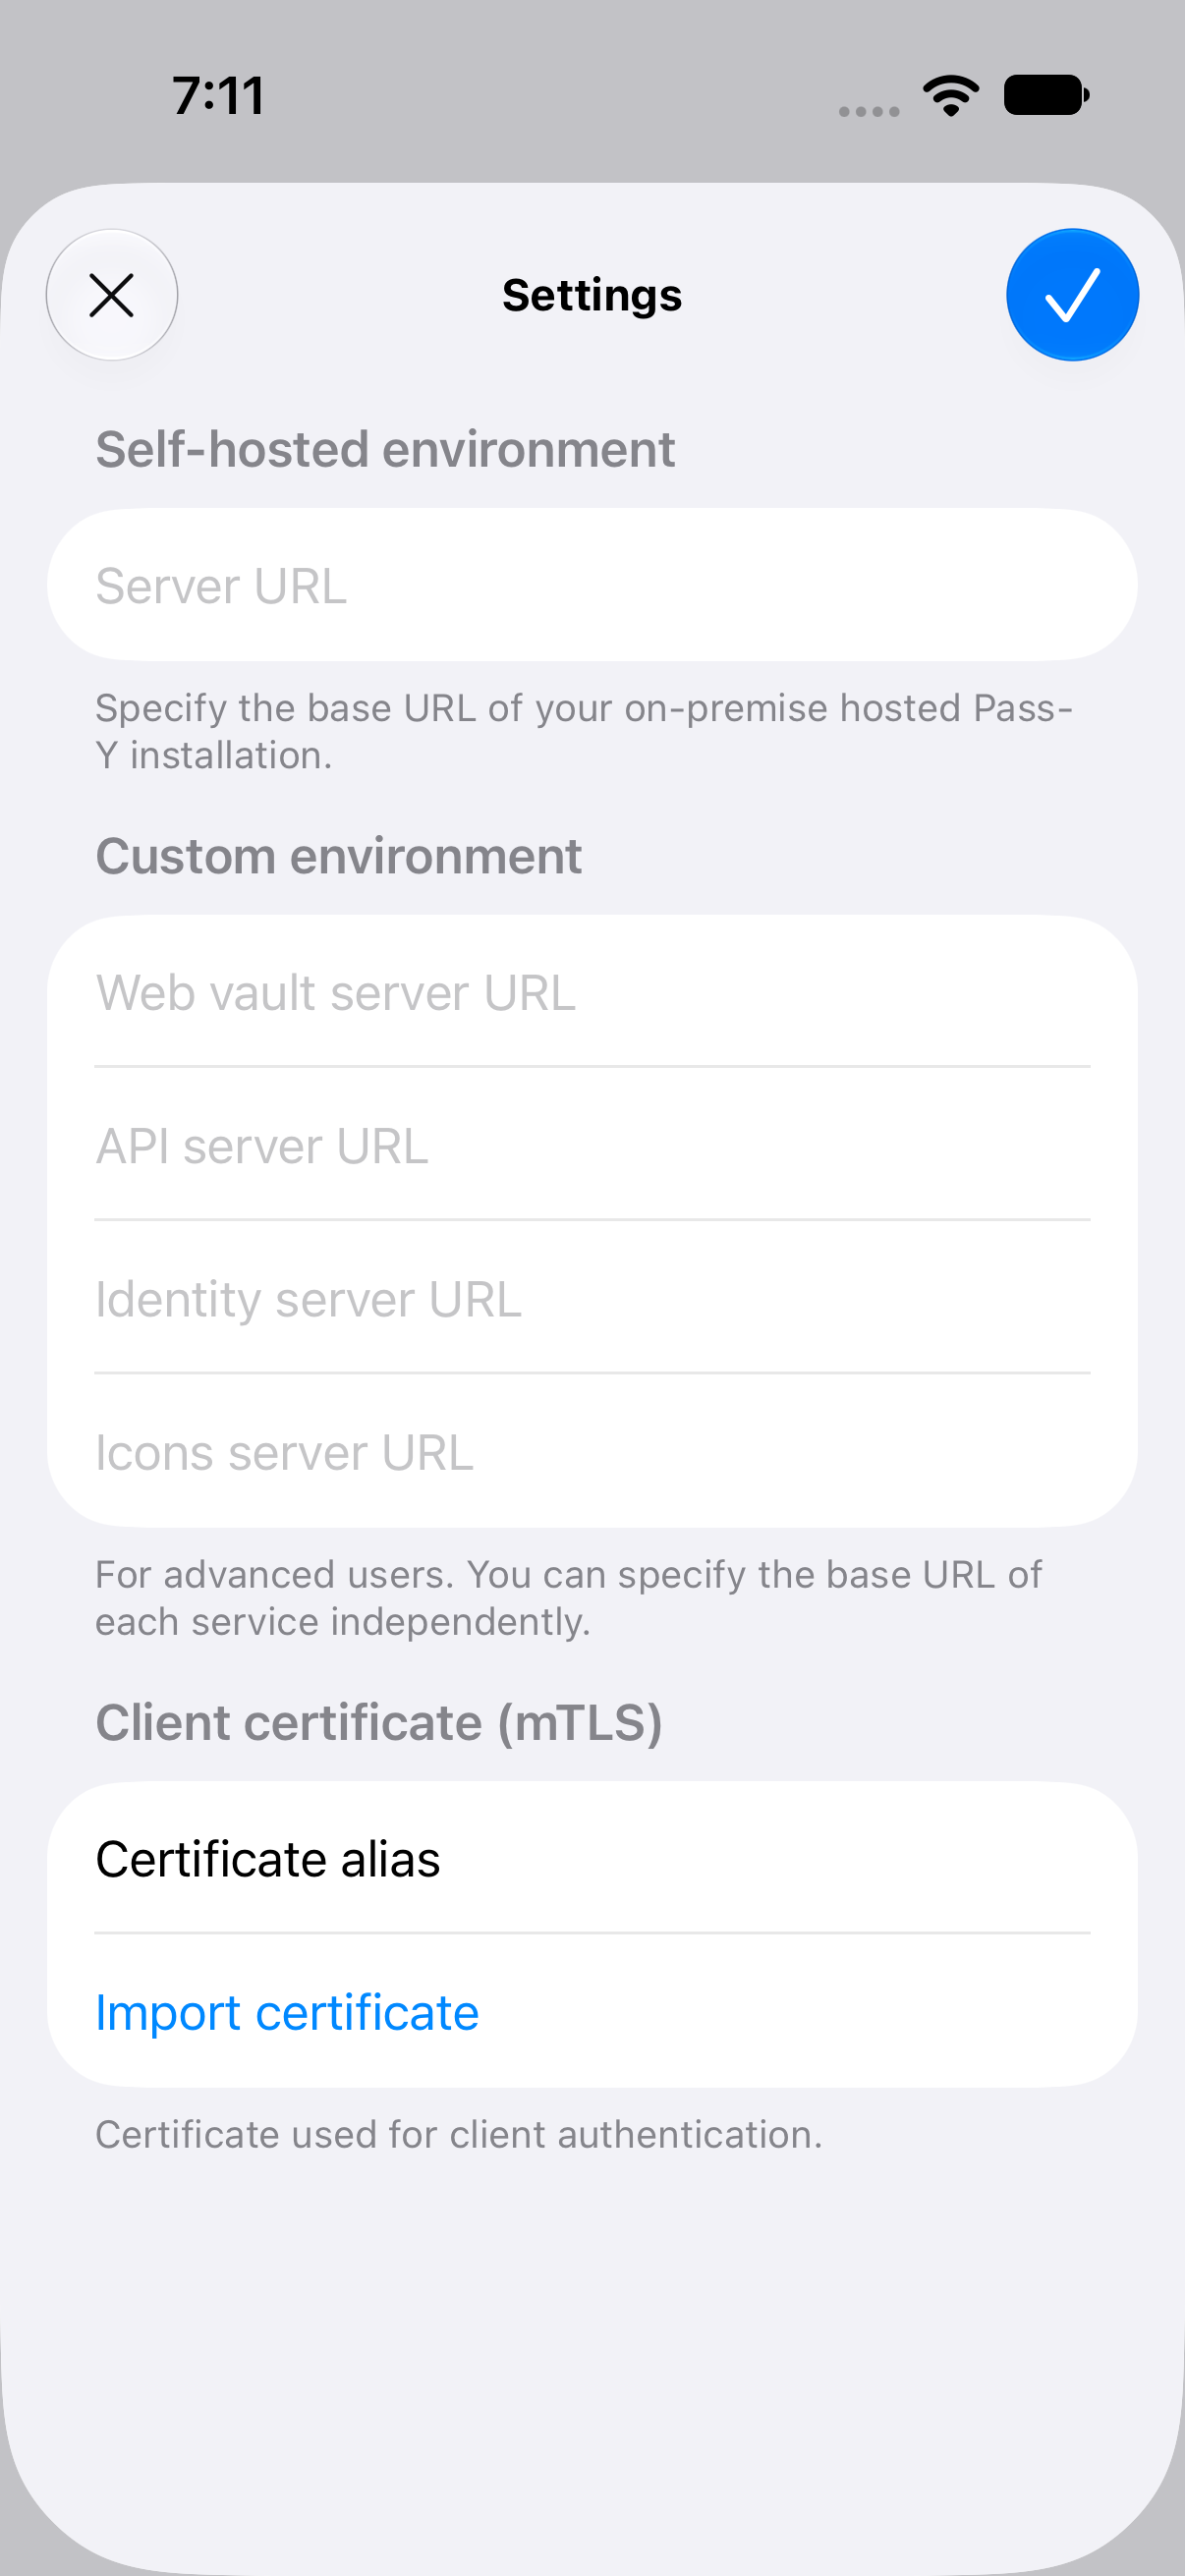 7:11
Settings
Self-hosted environment
Server URL
Specify the base URL of your on-premise hosted Pass-
Y installation.
Custom environment
Web vault server URL
API server URL
Identity server URL
Icons server URL
For advanced users. You can specify the base URL of
each service independently.
Client certificate (mTLS)
Certificate alias
Import certificate
Certificate used for client authentication.